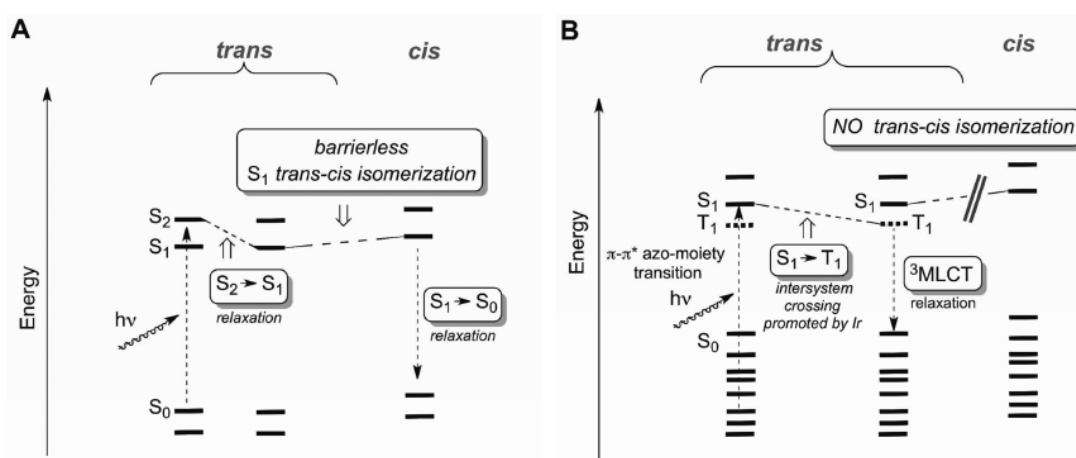 A
trans
cis
Energy
barrierless
S1 trans-cis isomerization
S2
S1
S2→S1
relaxation
hν
S1→S0
relaxation
S0
B
trans
cis
Energy
NO trans-cis isomerization
S1
T1
S1
T1
π-π* azo-moiety
transition
S1→T1
intersystem
crossing
promoted by Ir
3MLCT
relaxation
hν
S0